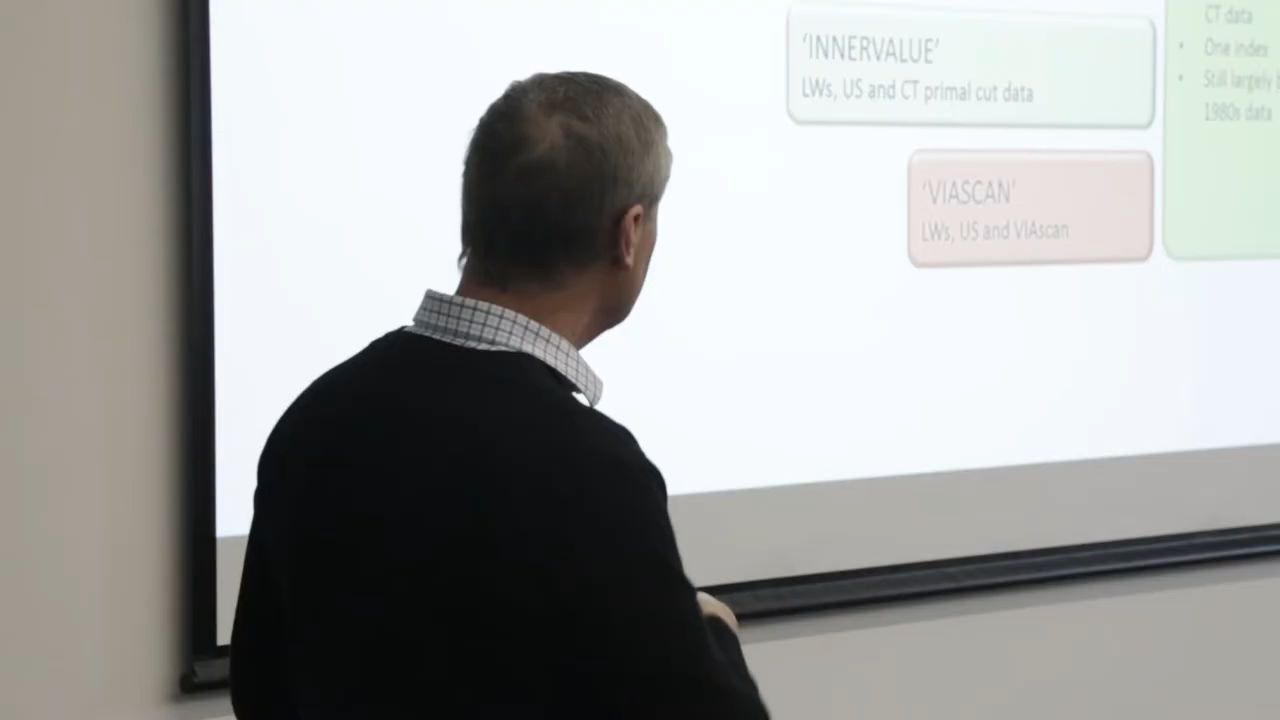 'INNERVALUE'
LWs, US and CT primal cut data
'VIASCAN'
LWs, US and VIAscan
CT data
• One index
• Still largely
1980s data